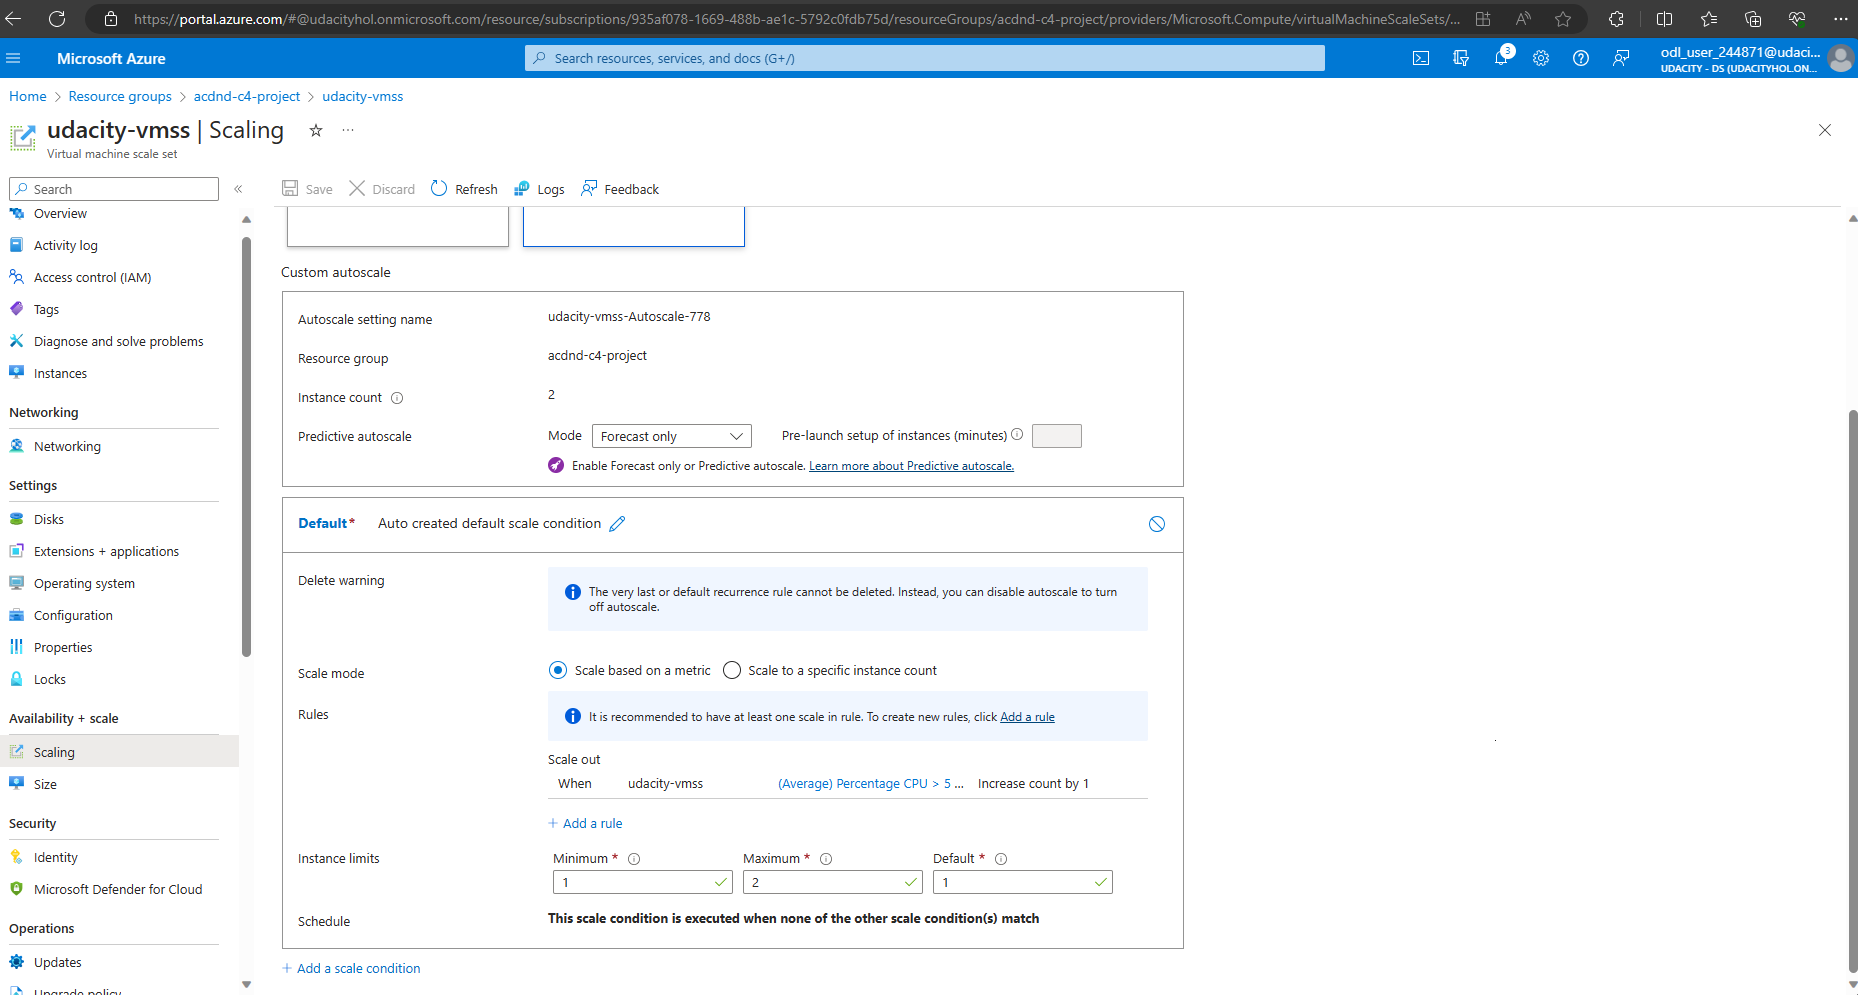 https://portal.azure.com/#@udacityhol.onmicrosoft.com/resource/subscriptions/935af078-1669-488b-ae1c-5792c0fdb75d/resourceGroups/acdnd-c4-project/providers/Microsoft.Compute/virtualMachineScaleSets/...
Microsoft Azure
Search resources, services, and docs (G+/)
3
odl_user_244871@udaci...
UDACITY - DS (UDACITYHOL.ON...
Home > Resource groups > acdnd-c4-project > udacity-vmss
udacity-vmss | Scaling
Virtual machine scale set
Search
Save
Discard
Refresh
Logs
Feedback
Overview
Activity log
Access control (IAM)
Tags
Diagnose and solve problems
Instances
Networking
Networking
Settings
Disks
Extensions + applications
Operating system
Configuration
Properties
Locks
Availability + scale
Scaling
Size
Security
Identity
Microsoft Defender for Cloud
Operations
Updates
Upgrade policy
Custom autoscale
Autoscale setting name udacity-vmss-Autoscale-778
Resource group acdnd-c4-project
Instance count 2
Predictive autoscale Mode Forecast only Pre-launch setup of instances (minutes)
Enable Forecast only or Predictive autoscale. Learn more about Predictive autoscale.
Default* Auto created default scale condition
Delete warning
The very last or default recurrence rule cannot be deleted. Instead, you can disable autoscale to turn
off autoscale.
Scale mode Scale based on a metric Scale to a specific instance count
Rules It is recommended to have at least one scale in rule. To create new rules, click Add a rule
Scale out
When udacity-vmss (Average) Percentage CPU > 5 ... Increase count by 1
+ Add a rule
Instance limits Minimum * Maximum * Default *
1 2 1
Schedule This scale condition is executed when none of the other scale condition(s) match
+ Add a scale condition